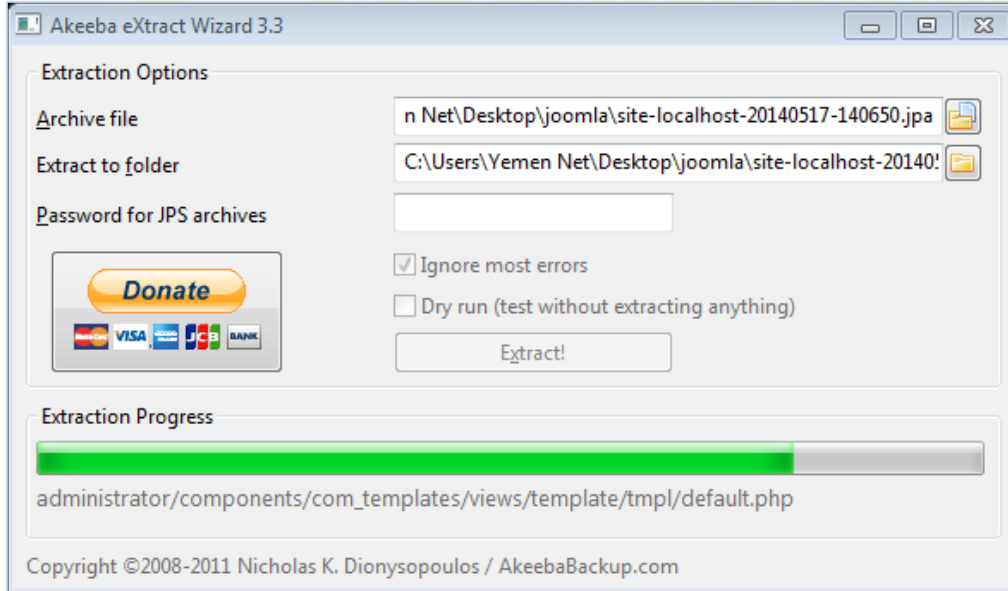 Akeeba eXtract Wizard 3.3
Extraction Options
Archive file
n Net\Desktop\joomla\site-localhost-20140517-140650.jpa
Extract to folder
C:\Users\Yemen Net\Desktop\joomla\site-localhost-20140!
Password for JPS archives
Donate
MasterCard VISA JCB BANK
Ignore most errors
Dry run (test without extracting anything)
Extract!
Extraction Progress
administrator/components/com_templates/views/template/tmpl/default.php
Copyright ©2008-2011 Nicholas K. Dionysopoulos / AkeebaBackup.com